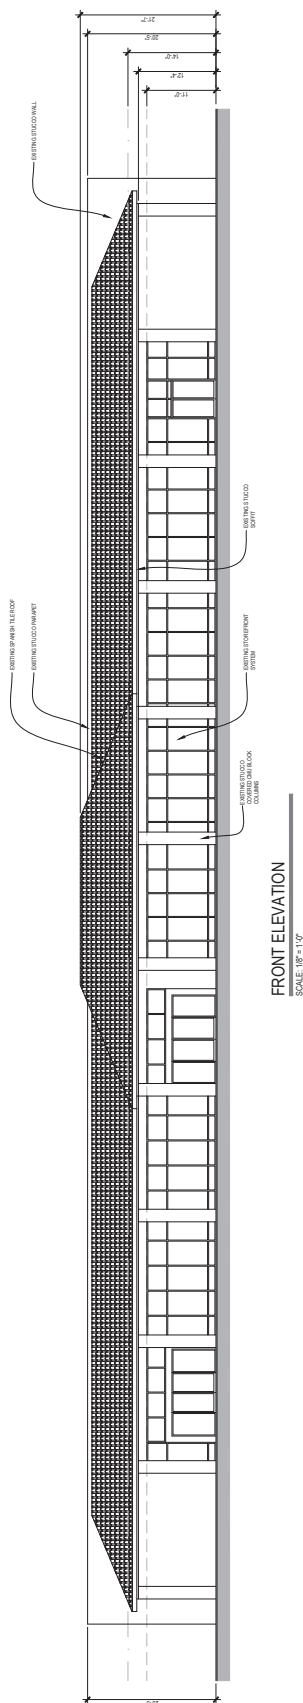 21'-7"
20'-5"
14'-0"
12'-4"
11'-0"
EXISTING STUCCO WALL
EXISTING SPANISH TILE ROOF
EXISTING STUCCO PARAPET
EXISTING STUCCO
SOFFIT
EXISTING STOREFRONT
SYSTEM
EXISTING STUCCO
COVERED CMU BLOCK
COLUMNS
FRONT ELEVATION
SCALE: 1/8" = 1'-0"